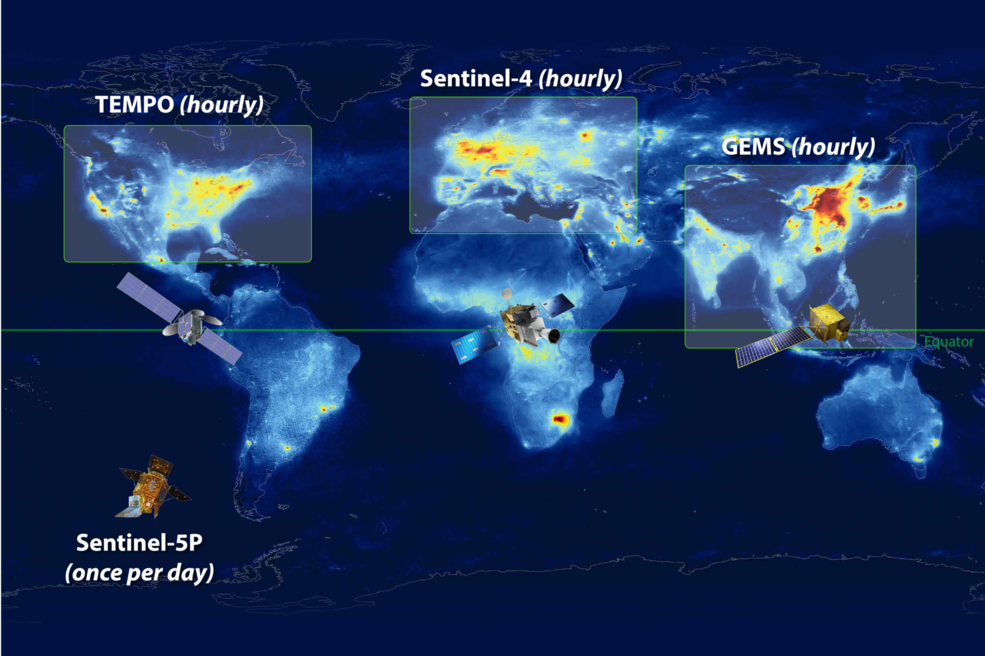 Sentinel-4 (hourly)
TEMPO (hourly)
GEMS (hourly)
Equator
Sentinel-5P
(once per day)